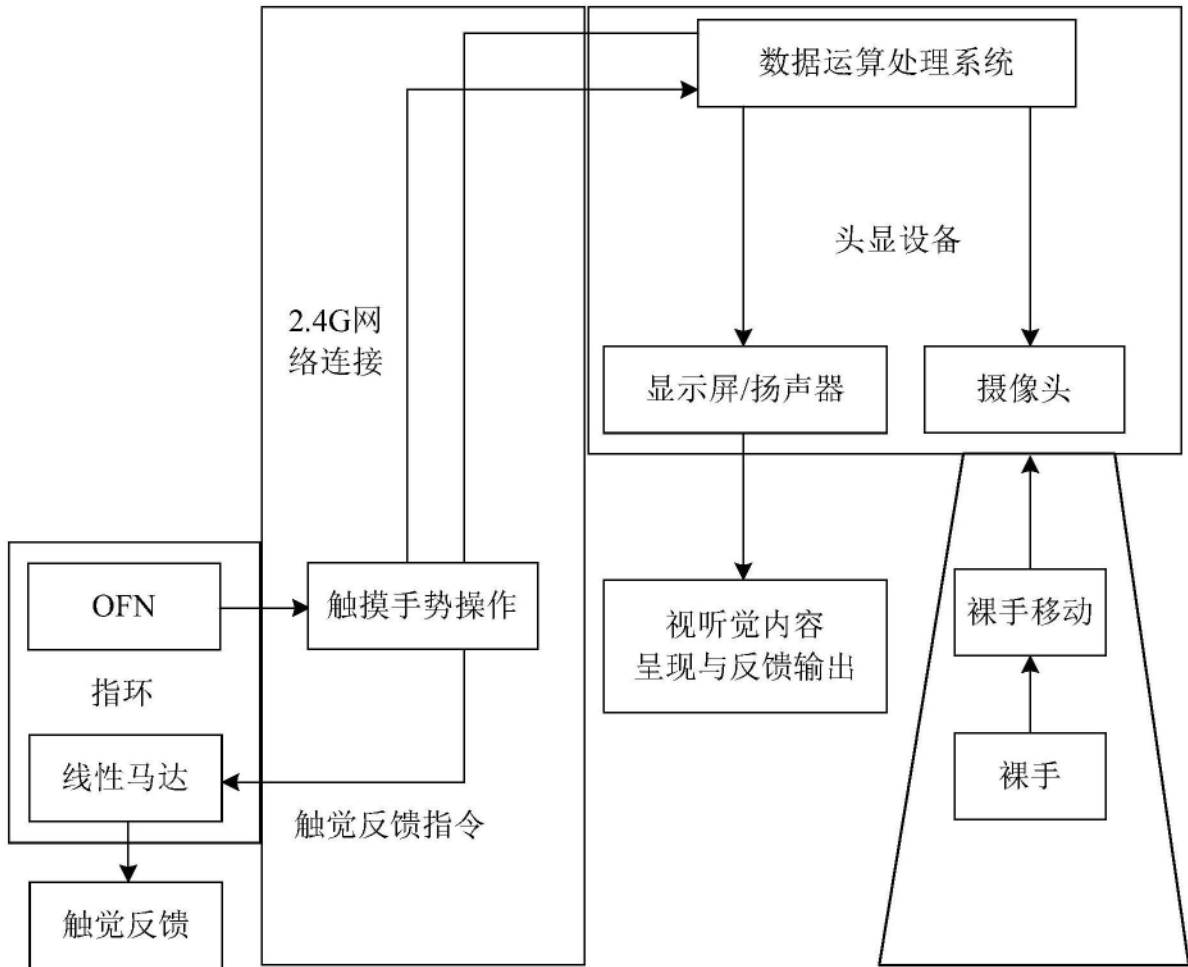 数据运算处理系统
头显设备
2.4G网
络连接
显示屏/扬声器
摄像头
OFN
触摸手势操作
视听觉内容
呈现与反馈输出
裸手移动
指环
线性马达
裸手
触觉反馈指令
触觉反馈